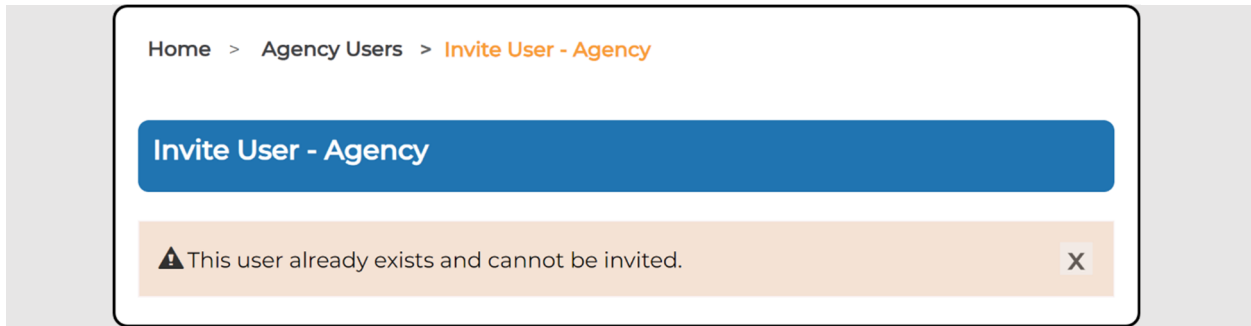 Home > Agency Users > Invite User - Agency
Invite User - Agency
This user already exists and cannot be invited. X